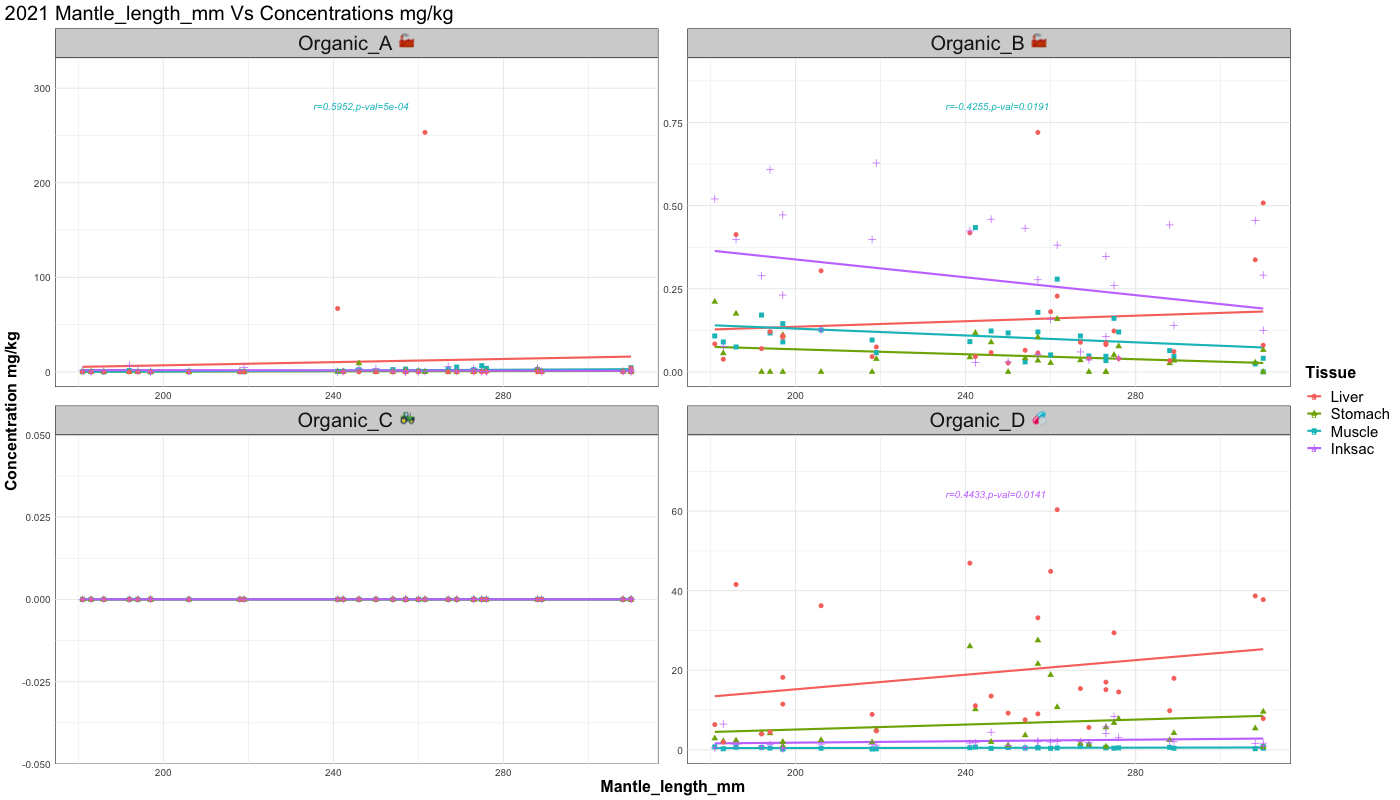 2021 Mantle_length_mm Vs Concentrations mg/kg
Organic_A
Organic_B
300
200
100
0
r=0.5952,p-val=5e-04
200 240 280
0.75
0.50
0.25
0.00
r=-0.4255,p-val=0.0191
200 240 280
Organic_C
Organic_D
0.050
0.025
0.000
-0.025
-0.050
200 240 280
60
40
20
0
r=0.4433,p-val=0.0141
200 240 280
Concentration mg/kg
Mantle_length_mm
Tissue
Liver
Stomach
Muscle
Inksac